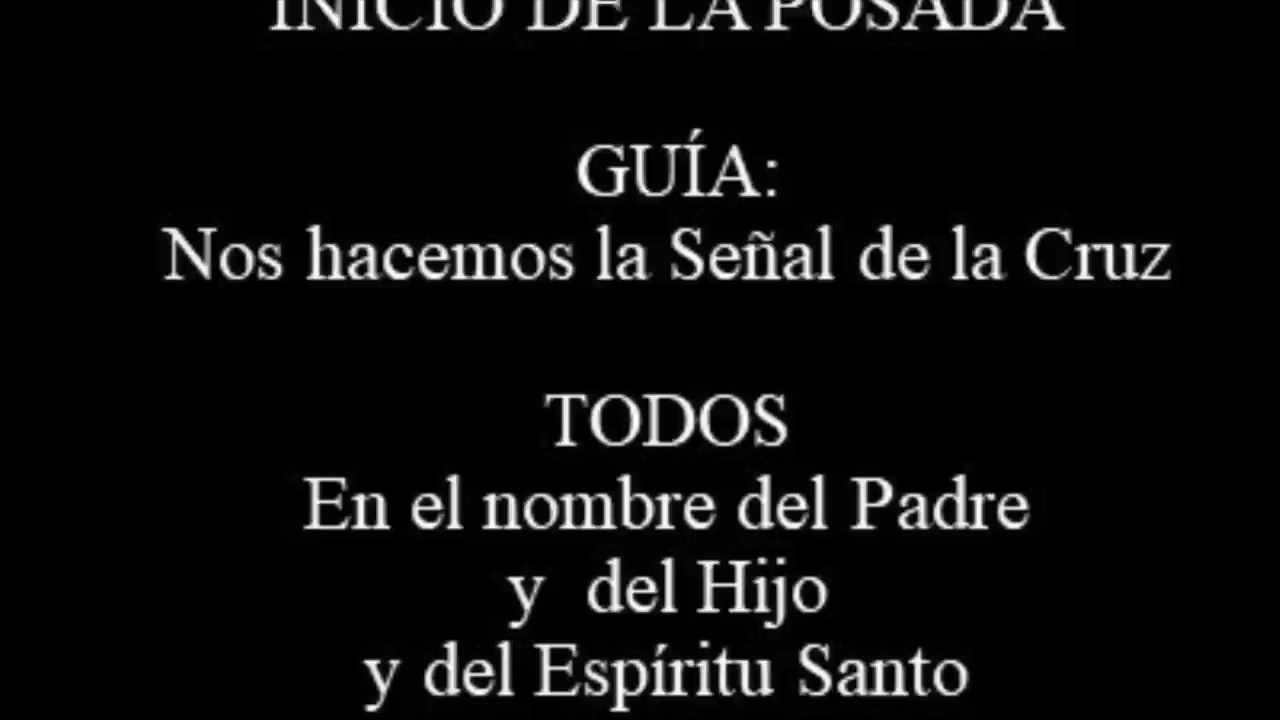 INICIO DE LA POSADA
GUÍA:
Nos hacemos la Señal de la Cruz
TODOS
En el nombre del Padre
y del Hijo
y del Espíritu Santo